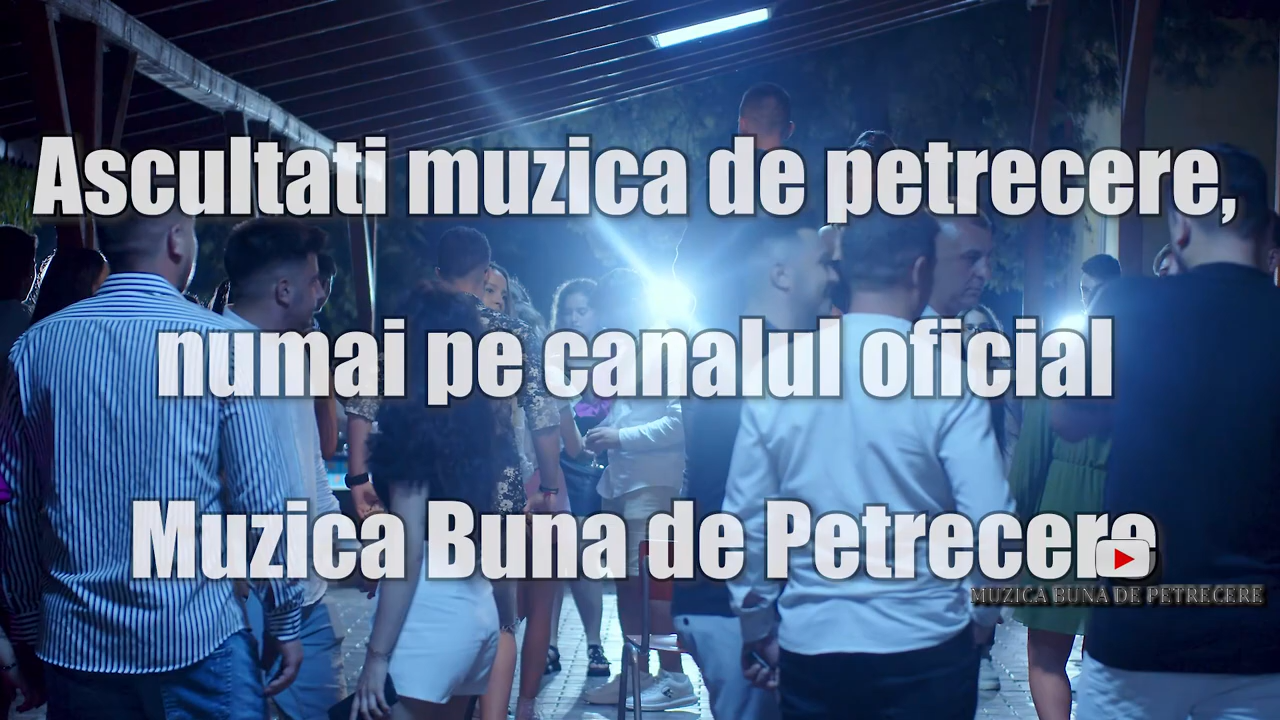 Ascultati muzica de petrecere,
numai pe canalul oficial
Muzica Buna de Petrecere
MUZICA BUNA DE PETRECERE